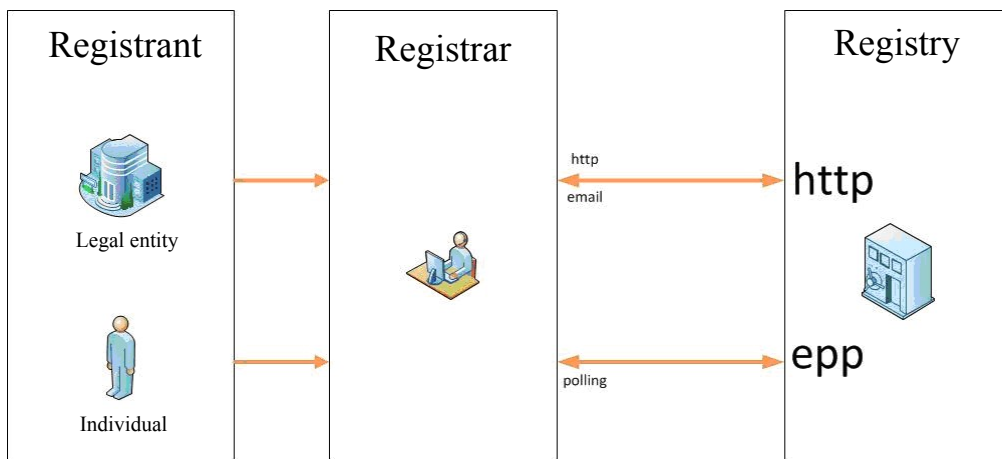 Registrant
Registrar
Registry
Legal entity
Individual
http
email
polling
http
epp